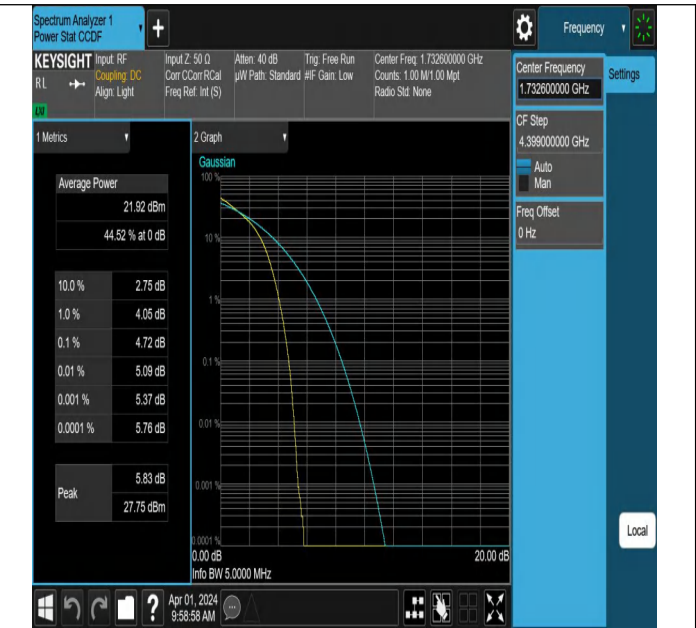 Spectrum Analyzer 1
Power Stat CCDF
+
Frequency
KEYSIGHT
RL
Input: RF
Coupling: DC
Align: Light
Input Z: 50 Ω
Corr CCorr RCal
Freq Ref: Int (S)
Atten: 40 dB
µW Path: Standard
Trig: Free Run
#IF Gain: Low
Center Freq: 1.732600000 GHz
Counts: 1.00 M/1.00 Mpt
Radio Std: None
Center Frequency
1.732600000 GHz
Settings
CF Step
4.399000000 GHz
Auto
Man
Freq Offset
0 Hz
1 Metrics
Average Power
21.92 dBm
44.52 % at 0 dB
10.0 % 2.75 dB
1.0 % 4.05 dB
0.1 % 4.72 dB
0.01 % 5.09 dB
0.001 % 5.37 dB
0.0001 % 5.76 dB
Peak
5.83 dB
27.75 dBm
2 Graph
Gaussian
100 %
10 %
1 %
0.1 %
0.01 %
0.001 %
0.0001 %
0.00 dB 20.00 dB
Info BW 5.0000 MHz
Local
?
Apr 01, 2024
9:58:58 AM